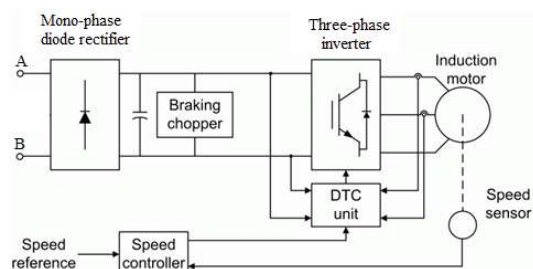 Mono-phase
diode rectifier
Three-phase
inverter
Induction
motor
A
Braking
chopper
B
DTC
unit
Speed
sensor
Speed
reference
Speed
controller